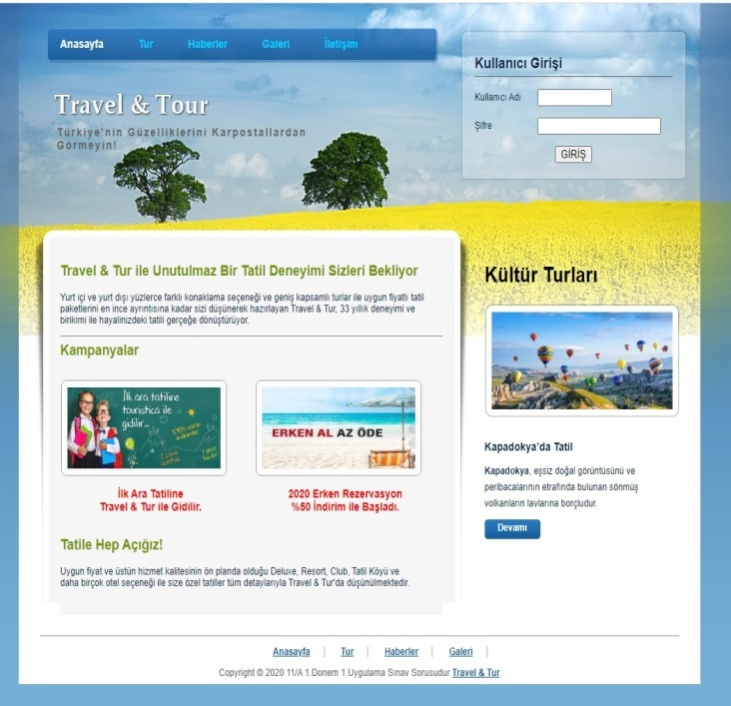 Anasayfa Tur Haberler Galeri İletişim
Kullanıcı Girişi
Kullanıcı Adı
Şifre
GİRİŞ
Travel & Tour
Türkiye'nin Güzelliklerini Karpostallardan
Görmeyin!
Travel & Tur ile Unutulmaz Bir Tatil Deneyimi Sizleri Bekliyor
Yurt içi ve yurt dışı yüzlerce farklı konaklama seçeneği ve geniş kapsamlı turlar ile uygun fiyatlı tatil
paketlerini en ince ayrıntısına kadar sizi düşünerek hazırlayan Travel & Tur, 33 yıllık deneyimi ve
birikimi ile hayalinizdeki tatili gerçeğe dönüştürüyor.
Kampanyalar
İlk ara tatiline
touristica ile
gidilir...
ERKEN AL AZ ÖDE
İlk Ara Tatiline
Travel & Tur ile Gidilir.
2020 Erken Rezervasyon
%50 İndirim ile Başladı.
Tatile Hep Açığız!
Uygun fiyat ve üstün hizmet kalitesinin ön planda olduğu Deluxe, Resort, Club, Tatil Köyü ve
daha birçok otel seçeneği ile size özel tatiller tüm detaylarıyla Travel & Tur'da düşünülmektedir.
Kültür Turları
Kapadokya'da Tatil
Kapadokya, eşsiz doğal görüntüsünü ve
peribacalarının etrafında bulunan sönmüş
volkanların lavlarına borçludur.
Devamı
Anasayfa | Tur | Haberler | Galeri |
Copyright © 2020 11/A 1.Donem 1.Uygulama Sınav Sorusudur Travel & Tur